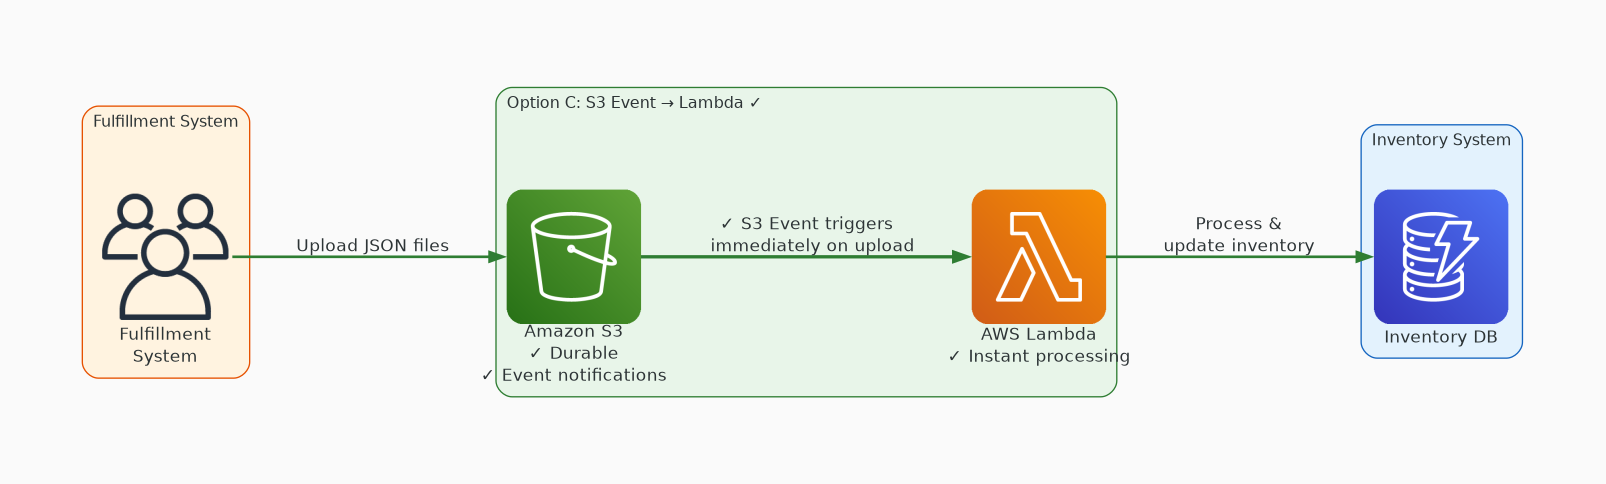 Fulfillment System
Fulfillment
System
Upload JSON files
Option C: S3 Event → Lambda ✓
Amazon S3
✓ Durable
✓ Event notifications
✓ S3 Event triggers
immediately on upload
AWS Lambda
✓ Instant processing
Process &
update inventory
Inventory System
Inventory DB